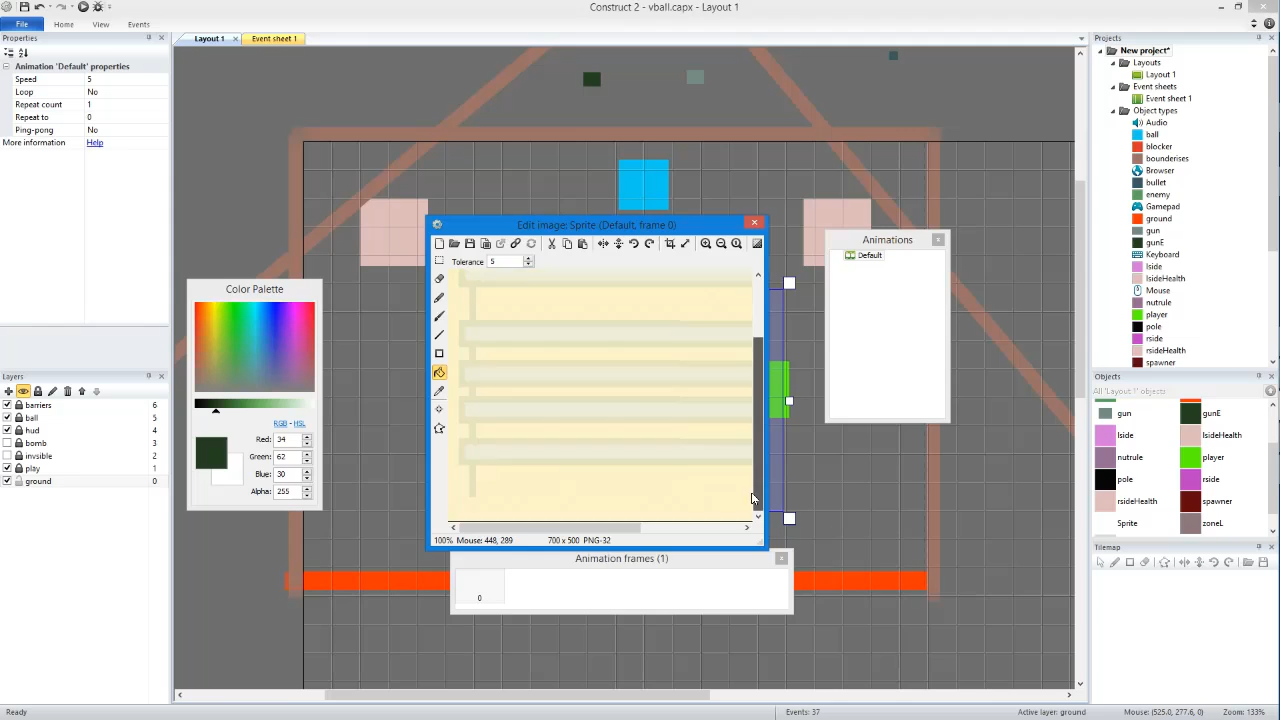 Construct 2 - vball.capx - Layout 1
File
Home
View
Events
Properties
Animation 'Default' properties
Speed 5
Loop No
Repeat count 1
Repeat to 0
Ping-pong No
More information Help
Layers
barriers 6
ball 5
hud 4
bomb 3
invsible 2
play 1
ground 0
Layout 1
Event sheet 1
Color Palette
RGB - HSL
Red: 34
Green: 62
Blue: 30
Alpha: 255
Edit image: Sprite (Default, frame 0)
Tolerance 5
100% Mouse: 448, 289 700 x 500 PNG-32
Animations
Default
Animation frames (1)
0
Projects
New project*
Layouts
Layout 1
Event sheets
Event sheet 1
Object types
Audio
ball
blocker
bounderises
Browser
bullet
enemy
Gamepad
ground
gun
gunE
Keyboard
lside
lsideHealth
Mouse
nutrule
player
pole
rside
rsideHealth
spawner
Objects
All 'Layout 1' objects
gun gunE
lside lsideHealth
nutrule player
pole rside
rsideHealth spawner
Sprite zoneL
Tilemap
Ready
Events: 37
Active layer: ground
Mouse: (525.0, 277.6, 0)
Zoom: 133%